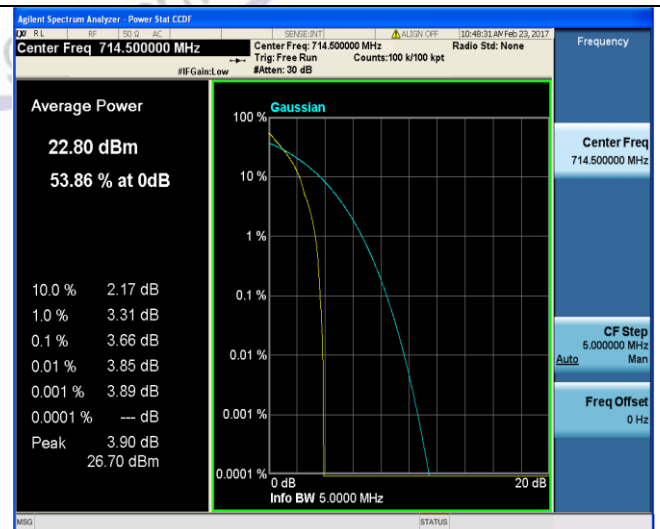 Agilent Spectrum Analyzer - Power Stat CCDF
RL RF 50 Ω AC SENSE:INT ALIGN OFF 10:48:31 AM Feb 23, 2017
Center Freq 714.500000 MHz
Center Freq: 714.500000 MHz Radio Std: None
Trig: Free Run Counts:100 k/100 kpt
#IFGain:Low #Atten: 30 dB
Frequency
Average Power
22.80 dBm
53.86 % at 0dB
10.0 % 2.17 dB
1.0 % 3.31 dB
0.1 % 3.66 dB
0.01 % 3.85 dB
0.001 % 3.89 dB
0.0001 % --- dB
Peak 3.90 dB
26.70 dBm
Gaussian
100 %
10 %
1 %
0.1 %
0.01 %
0.001 %
0.0001 %
0 dB 20 dB
Info BW 5.0000 MHz
Center Freq
714.500000 MHz
CF Step
5.000000 MHz
Auto Man
Freq Offset
0 Hz
MSG STATUS